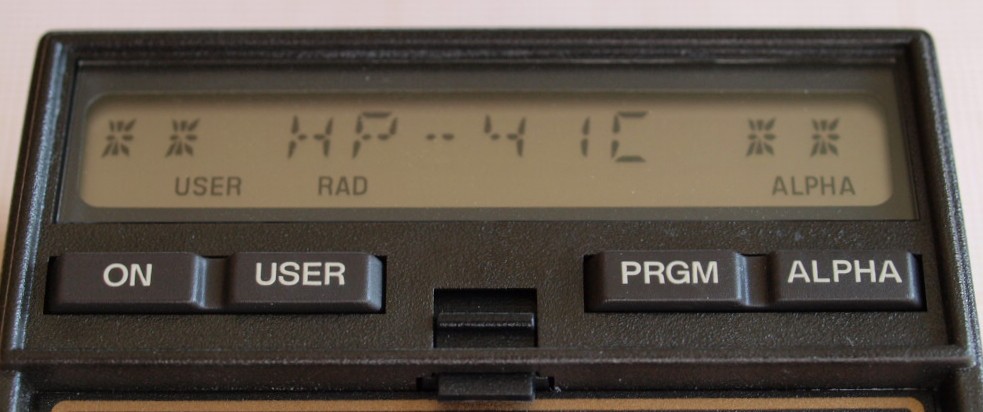 ** HP-41C **
USER RAD ALPHA
ON USER PRGM ALPHA